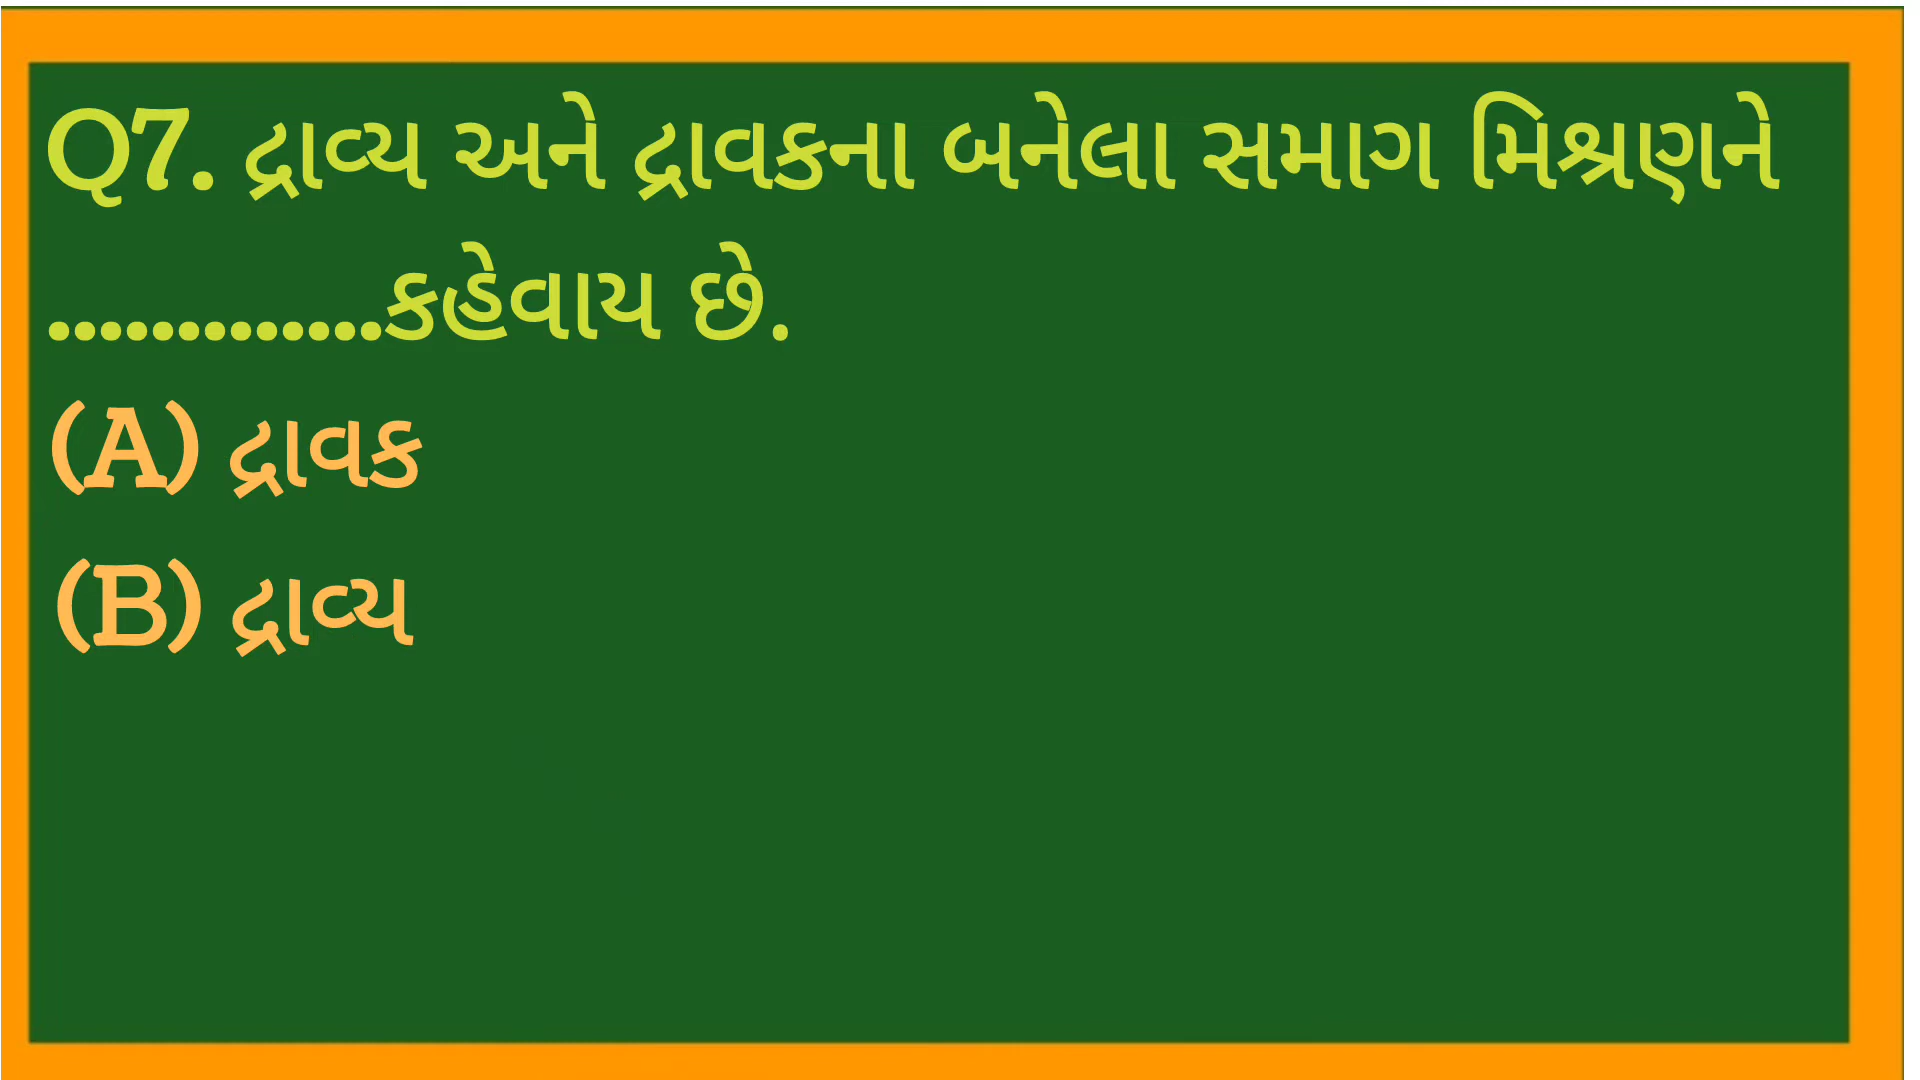 Q7. દ્રાવ્ય અને દ્રાવકના બનેલા સમાગ મિશ્રણને
.............કહેવાય છે.
(A) દ્રાવક
(B) દ્રાવ્ય